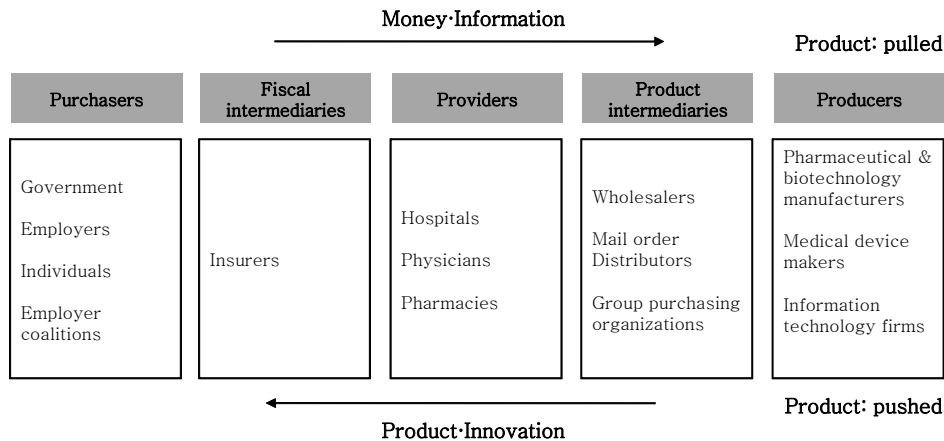 Money·Information
Product: pulled
Purchasers
Fiscal
intermediaries
Providers
Product
intermediaries
Producers
Government
Employers
Individuals
Employer
coalitions
Insurers
Hospitals
Physicians
Pharmacies
Wholesalers
Mail order
Distributors
Group purchasing
organizations
Pharmaceutical &
biotechnology
manufacturers
Medical device
makers
Information
technology firms
Product: pushed
Product·Innovation